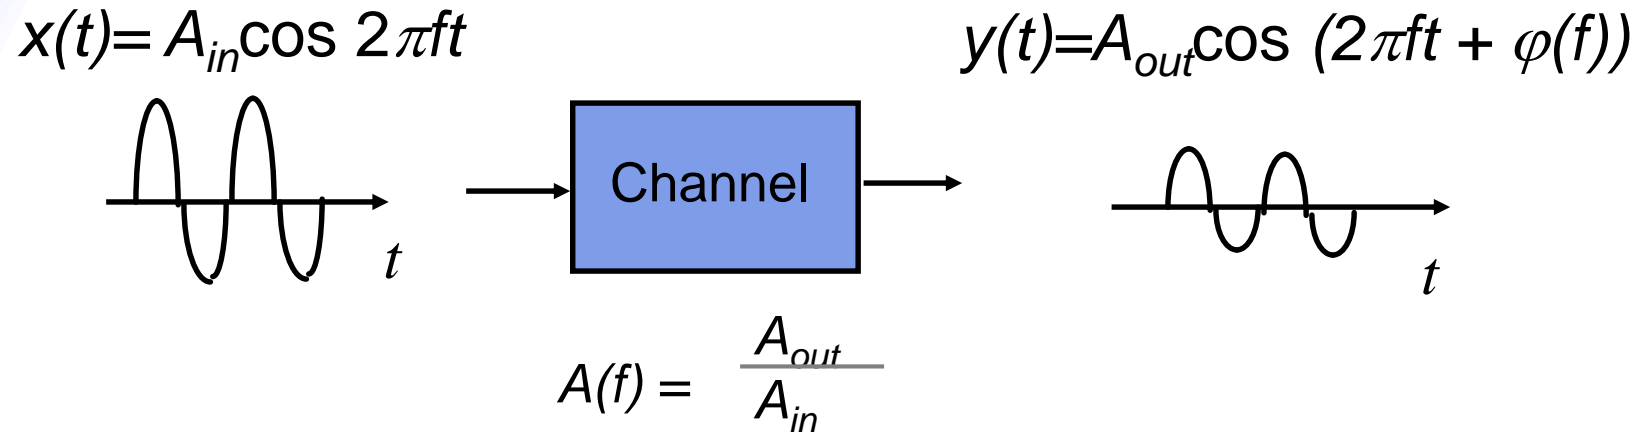 x(t)= A_in cos 2πft
y(t)=A_out cos (2πft + φ(f))
Channel
t
t
A(f) = A_out
A_in